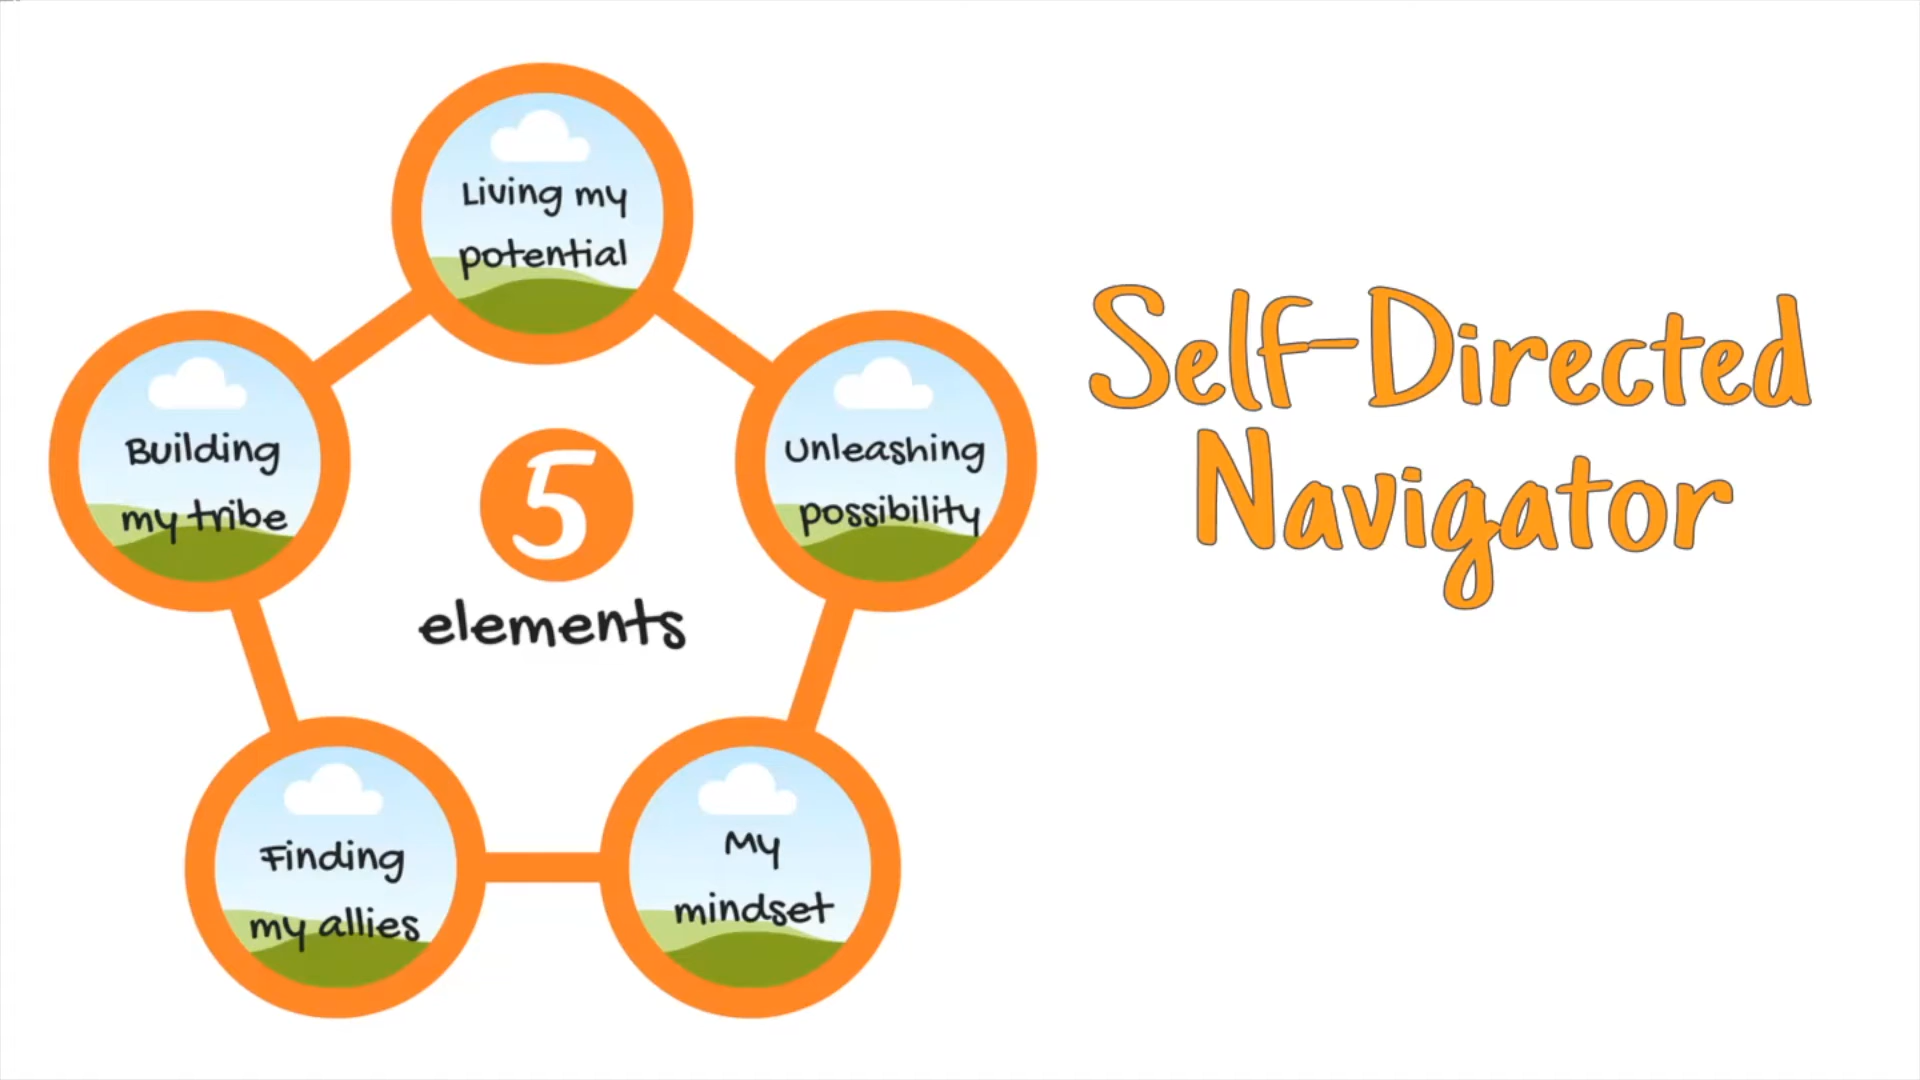 Living my
potential
Building
my tribe
Unleashing
possibility
5
elements
Finding
my allies
My
mindset
Self-Directed
Navigator